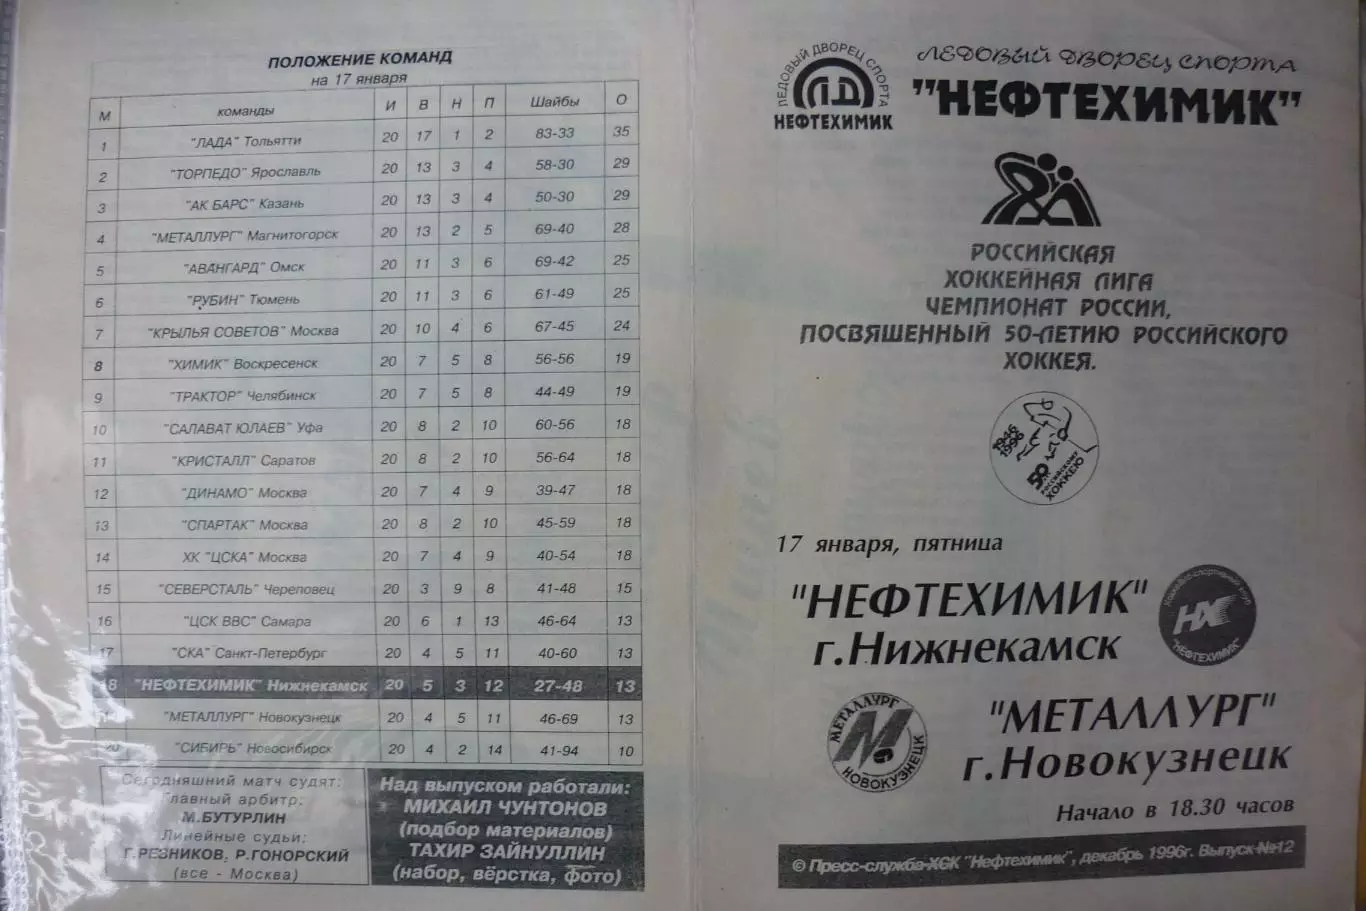 ПОЛОЖЕНИЕ КОМАНД
на 17 января
М команды И В Н П Шайбы О
1 "ЛАДА" Тольятти 20 17 1 2 83-33 35
2 "ТОРПЕДО" Ярославль 20 13 3 4 58-30 29
3 "АК БАРС" Казань 20 13 3 4 50-30 29
4 "МЕТАЛЛУРГ" Магнитогорск 20 13 2 5 69-40 28
5 "АВАНГАРД" Омск 20 11 3 6 69-42 25
6 "РУБИН" Тюмень 20 11 3 6 61-49 25
7 "КРЫЛЬЯ СОВЕТОВ" Москва 20 10 4 6 67-45 24
8 "ХИМИК" Воскресенск 20 7 5 8 56-56 19
9 "ТРАКТОР" Челябинск 20 7 5 8 44-49 19
10 "САЛАВАТ ЮЛАЕВ" Уфа 20 8 2 10 60-56 18
11 "КРИСТАЛЛ" Саратов 20 8 2 10 56-64 18
12 "ДИНАМО" Москва 20 7 4 9 39-47 18
13 "СПАРТАК" Москва 20 8 2 10 45-59 18
14 ХК "ЦСКА" Москва 20 7 4 9 40-54 18
15 "СЕВЕРСТАЛЬ" Череповец 20 3 9 8 41-48 15
16 "ЦСК ВВС" Самара 20 6 1 13 46-64 13
17 "СКА" Санкт-Петербург 20 4 5 11 40-60 13
18 "НЕФТЕХИМИК" Нижнекамск 20 5 3 12 27-48 13
"МЕТАЛЛУРГ" Новокузнецк 20 4 5 11 46-69 13
20 "СИБИРЬ" Новосибирск 20 4 2 14 41-94 10
Сегодняшний матч судят:
Главный арбитр:
М.БУТУРЛИН
Линейные судьи:
Г.РЕЗНИКОВ, Р.ГОНОРСКИЙ
(все - Москва)
Над выпуском работали:
МИХАИЛ ЧУНТОНОВ
(подбор материалов)
ТАХИР ЗАЙНУЛЛИН
(набор, вёрстка, фото)
ЛЕДОВЫЙ ДВОРЕЦ СПОРТА
ЛД
НЕФТЕХИМИК
ЛЕДОВЫЙ ДВОРЕЦ СПОРТА
"НЕФТЕХИМИК"
РОССИЙСКАЯ
ХОККЕЙНАЯ ЛИГА
ЧЕМПИОНАТ РОССИИ,
ПОСВЯЩЕННЫЙ 50-ЛЕТИЮ РОССИЙСКОГО
ХОККЕЯ.
1946
1996
50 ЛЕТ
РОССИЙСКОМУ
ХОККЕЮ
17 января, пятница
"НЕФТЕХИМИК"
г.Нижнекамск
Хоккейно-спортивный клуб
НХ
"НЕФТЕХИМИК"
МЕТАЛЛУРГ
М
НОВОКУЗНЕЦК
"МЕТАЛЛУРГ"
г.Новокузнецк
Начало в 18.30 часов
© Пресс-служба-ХСК "Нефтехимик", декабрь 1996г. Выпуск №12